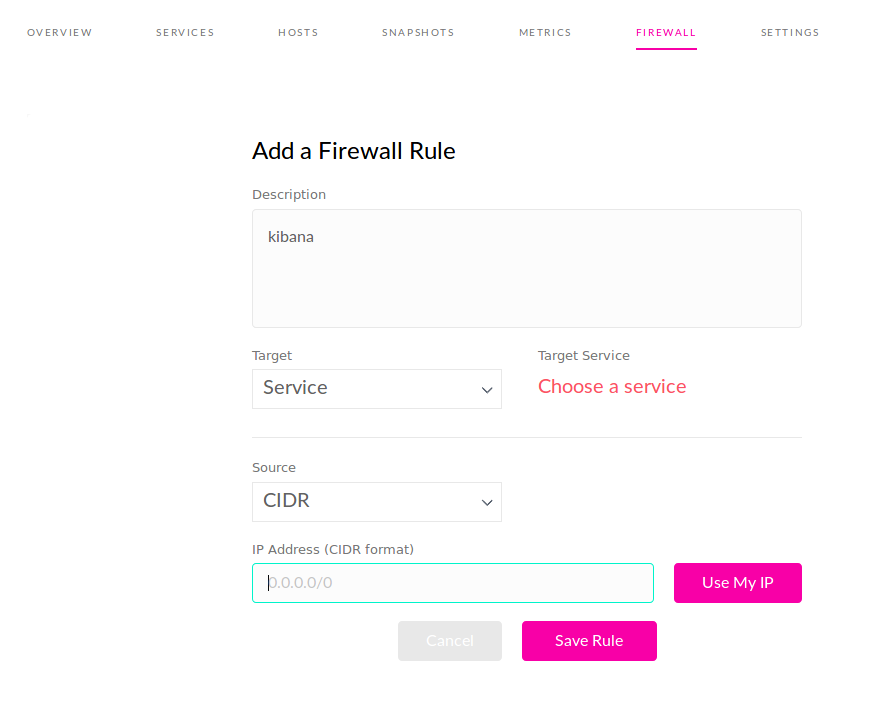 OVERVIEW SERVICES HOSTS SNAPSHOTS METRICS FIREWALL SETTINGS
Add a Firewall Rule
Description
kibana
Target Target Service
Service Choose a service
Source
CIDR
IP Address (CIDR format)
0.0.0.0/0 Use My IP
Cancel Save Rule